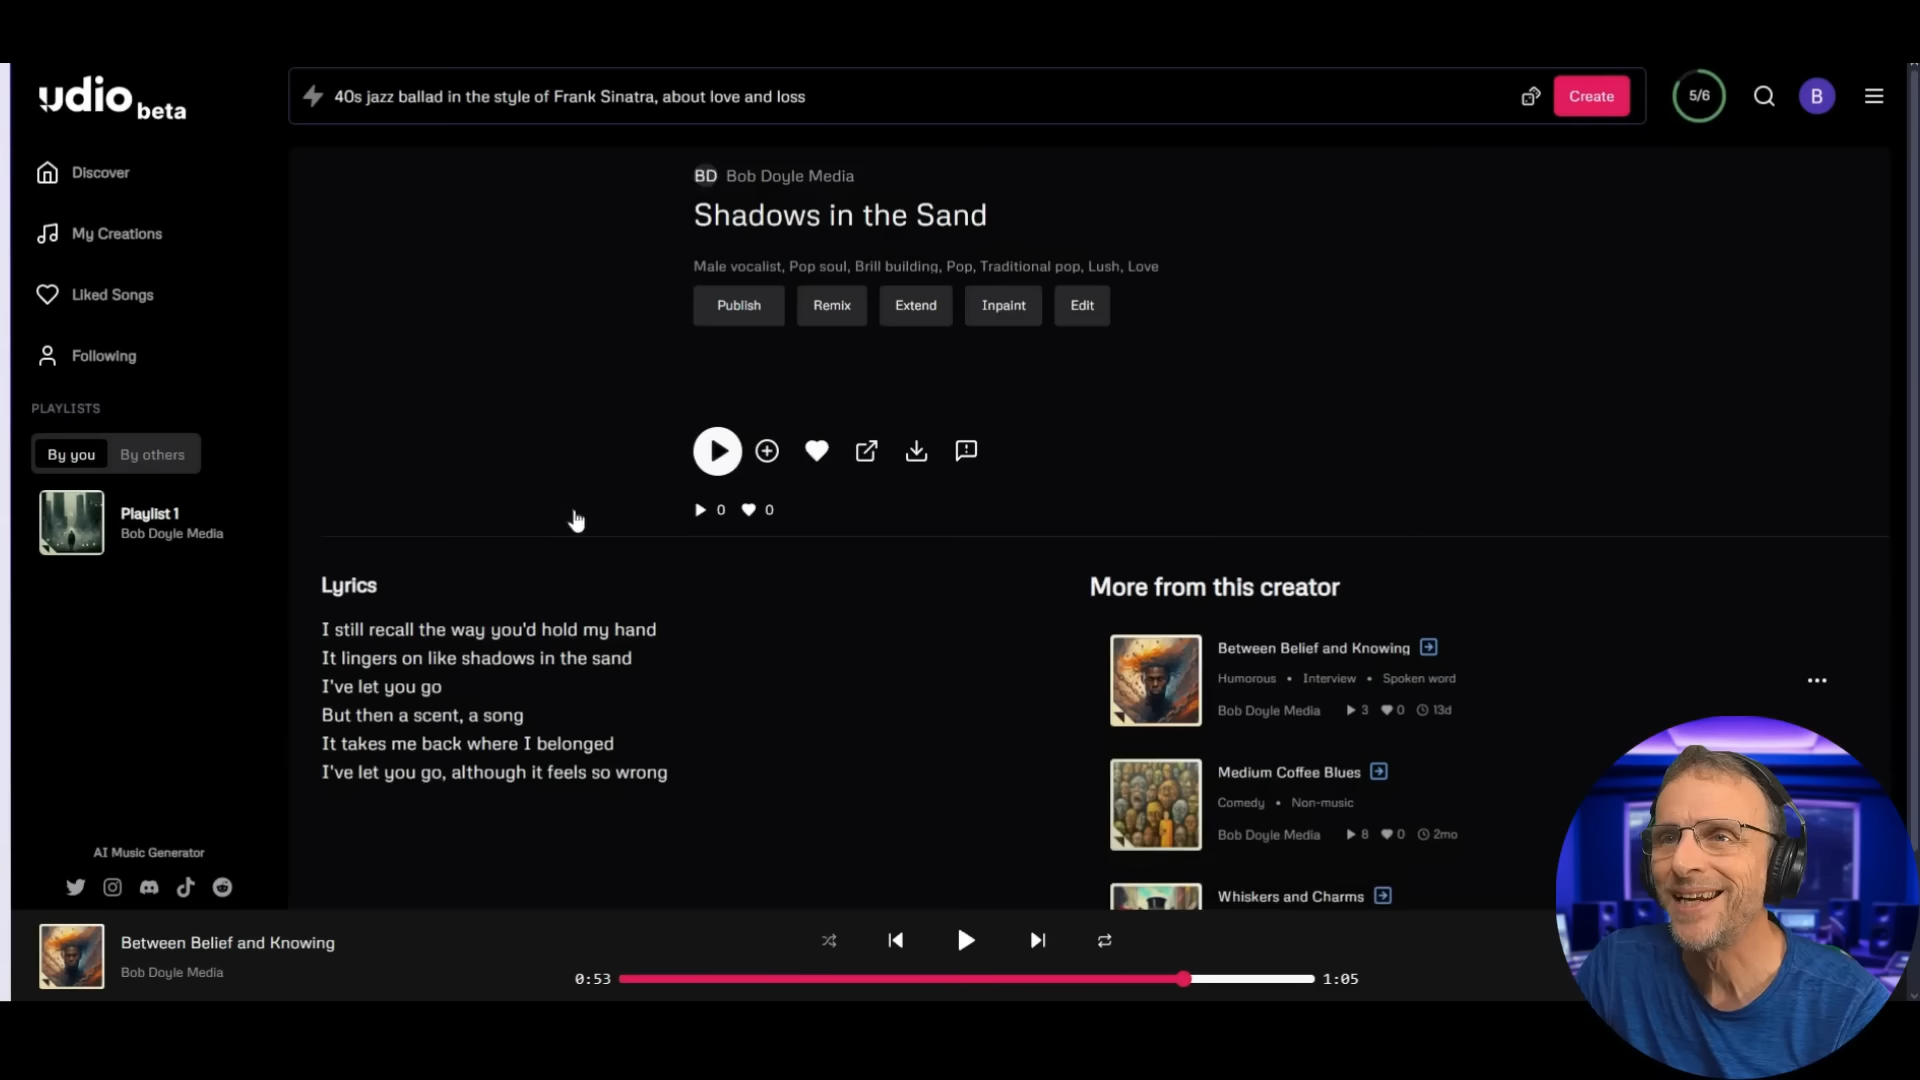 udio beta
40s jazz ballad in the style of Frank Sinatra, about love and loss
Create
5/6
B
Discover
My Creations
Liked Songs
Following
PLAYLISTS
By you
By others
Playlist 1
Bob Doyle Media
AI Music Generator
BD Bob Doyle Media
Shadows in the Sand
Male vocalist, Pop soul, Brill building, Pop, Traditional pop, Lush, Love
Publish
Remix
Extend
Inpaint
Edit
0
0
Lyrics
I still recall the way you'd hold my hand
It lingers on like shadows in the sand
I've let you go
But then a scent, a song
It takes me back where I belonged
I've let you go, although it feels so wrong
More from this creator
Between Belief and Knowing
Humorous • Interview • Spoken word
Bob Doyle Media 3 0 13d
Medium Coffee Blues
Comedy • Non-music
Bob Doyle Media 8 0 2mo
Whiskers and Charms
Between Belief and Knowing
Bob Doyle Media
0:53
1:05